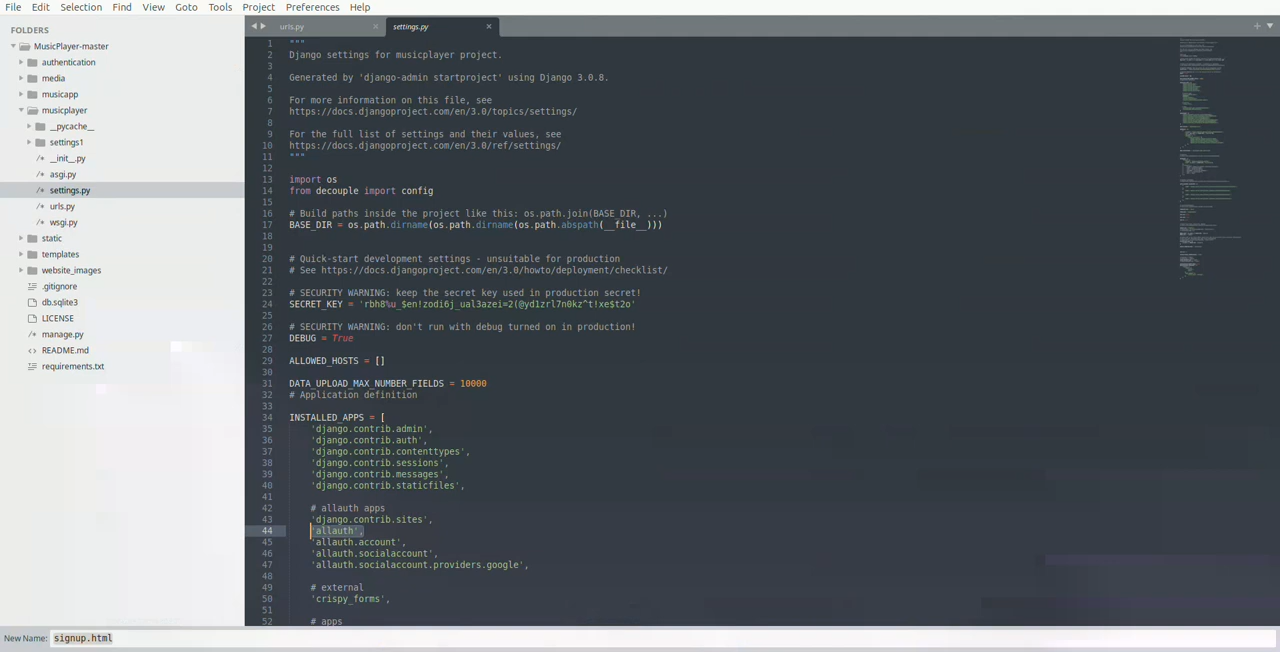 File Edit Selection Find View Goto Tools Project Preferences Help
FOLDERS
MusicPlayer-master
authentication
media
musicapp
musicplayer
__pycache__
settings1
__init__.py
asgi.py
settings.py
urls.py
wsgi.py
static
templates
website_images
.gitignore
db.sqlite3
LICENSE
manage.py
README.md
requirements.txt
urls.py
settings.py
1 """
2 Django settings for musicplayer project.
3
4 Generated by 'django-admin startproject' using Django 3.0.8.
5
6 For more information on this file, see
7 https://docs.djangoproject.com/en/3.0/topics/settings/
8
9 For the full list of settings and their values, see
10 https://docs.djangoproject.com/en/3.0/ref/settings/
11 """
12
13 import os
14 from decouple import config
15
16 # Build paths inside the project like this: os.path.join(BASE_DIR, ...)
17 BASE_DIR = os.path.dirname(os.path.dirname(os.path.abspath(__file__)))
18
19
20 # Quick-start development settings - unsuitable for production
21 # See https://docs.djangoproject.com/en/3.0/howto/deployment/checklist/
22
23 # SECURITY WARNING: keep the secret key used in production secret!
24 SECRET_KEY = 'rbh8%u_$en!zodi6j_ual3azei=2(@yd1zrl7n0kz^t!xe$t2o'
25
26 # SECURITY WARNING: don't run with debug turned on in production!
27 DEBUG = True
28
29 ALLOWED_HOSTS = []
30
31 DATA_UPLOAD_MAX_NUMBER_FIELDS = 10000
32 # Application definition
33
34 INSTALLED_APPS = [
35 'django.contrib.admin',
36 'django.contrib.auth',
37 'django.contrib.contenttypes',
38 'django.contrib.sessions',
39 'django.contrib.messages',
40 'django.contrib.staticfiles',
41
42 # allauth apps
43 'django.contrib.sites',
44 'allauth',
45 'allauth.account',
46 'allauth.socialaccount',
47 'allauth.socialaccount.providers.google',
48
49 # external
50 'crispy_forms',
51
52 # apps
New Name: signup.html